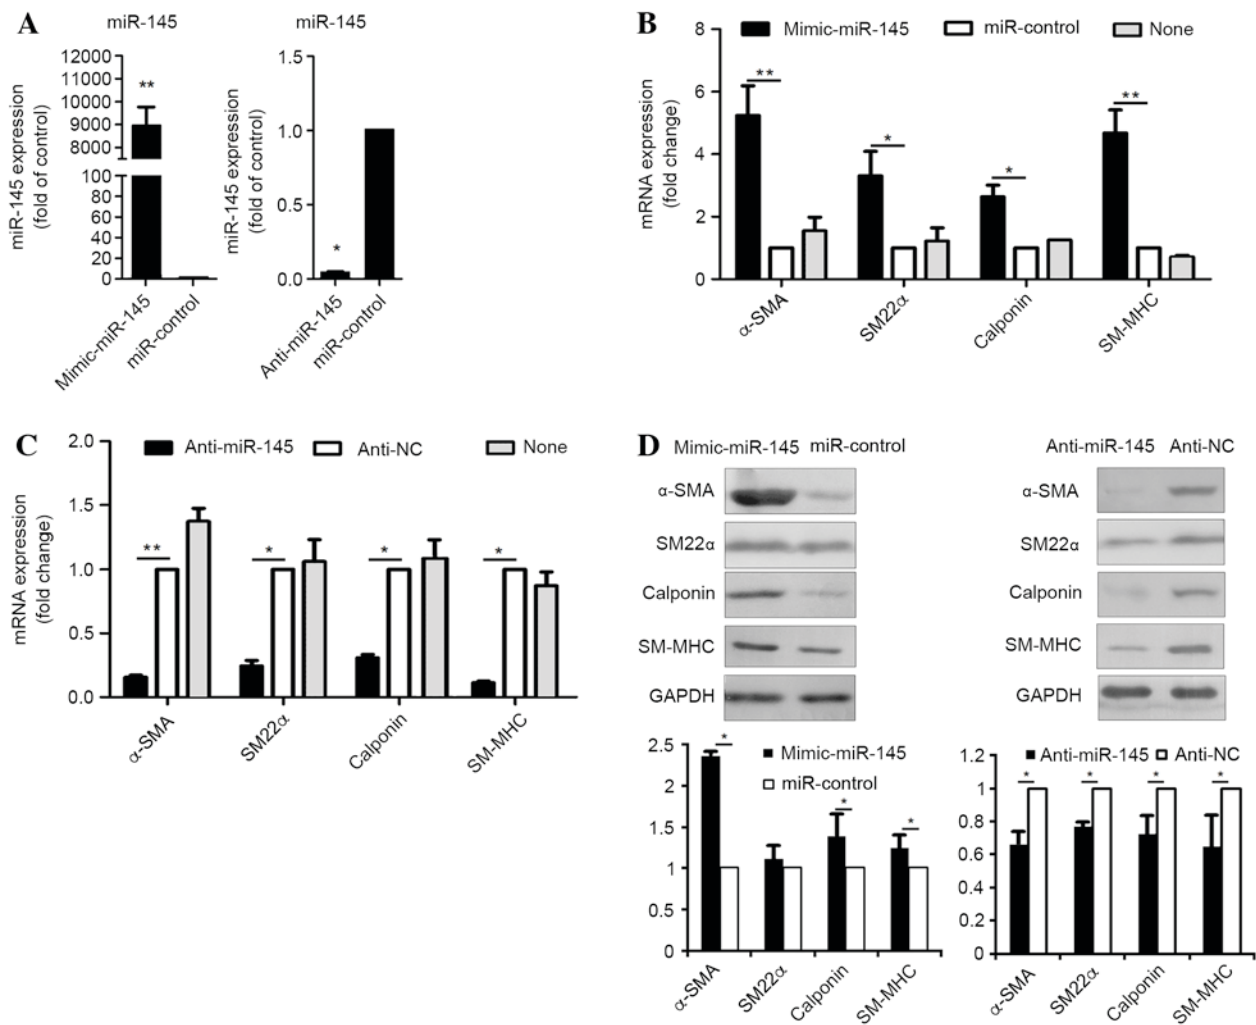 A
miR-145
miR-145
miR-145 expression
(fold of control)
12000
11000
10000
9000
8000
100
80
60
40
20
0
**
Mimic-miR-145
miR-control
miR-145 expression
(fold of control)
1.5
1.0
0.5
0.0
*
Anti-miR-145
miR-control
B
Mimic-miR-145
miR-control
None
mRNA expression
(fold change)
8
6
4
2
0
**
*
*
**
α-SMA
SM22α
Calponin
SM-MHC
C
Anti-miR-145
Anti-NC
None
mRNA expression
(fold change)
2.0
1.5
1.0
0.5
0.0
**
*
*
*
α-SMA
SM22α
Calponin
SM-MHC
D
Mimic-miR-145 miR-control
α-SMA
SM22α
Calponin
SM-MHC
GAPDH
Anti-miR-145 Anti-NC
α-SMA
SM22α
Calponin
SM-MHC
GAPDH
Mimic-miR-145
miR-control
2.5
2
1.5
1
0.5
0
*
*
*
α-SMA
SM22α
Calponin
SM-MHC
Anti-miR-145
Anti-NC
1.2
1
0.8
0.6
0.4
0.2
0
*
*
*
*
α-SMA
SM22α
Calponin
SM-MHC